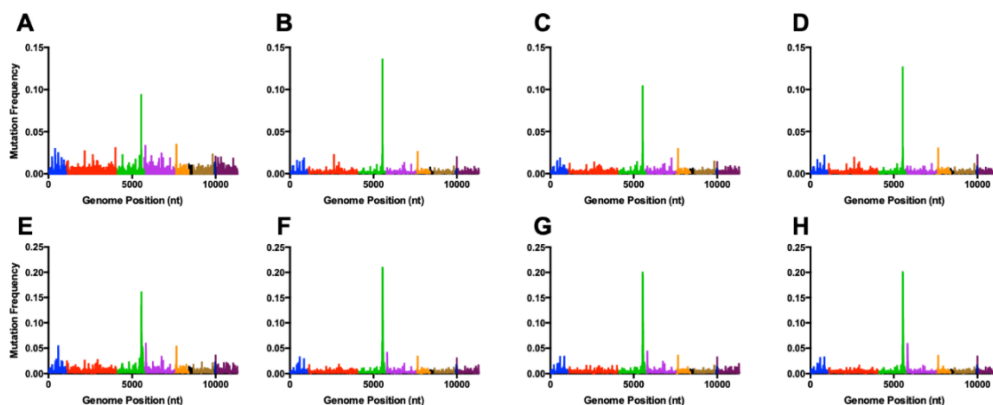 A B C D
0.15 0.15 0.15 0.15
Mutation Frequency
0.10 0.10 0.10 0.10
0.05 0.05 0.05 0.05
0.00 0.00 0.00 0.00
0 5000 10000 0 5000 10000 0 5000 10000 0 5000 10000
Genome Position (nt) Genome Position (nt) Genome Position (nt) Genome Position (nt)
E F G H
0.25 0.25 0.25 0.25
0.20 0.20 0.20 0.20
Mutation Frequency
0.15 0.15 0.15 0.15
0.10 0.10 0.10 0.10
0.05 0.05 0.05 0.05
0.00 0.00 0.00 0.00
0 5000 10000 0 5000 10000 0 5000 10000 0 5000 10000
Genome Position (nt) Genome Position (nt) Genome Position (nt) Genome Position (nt)